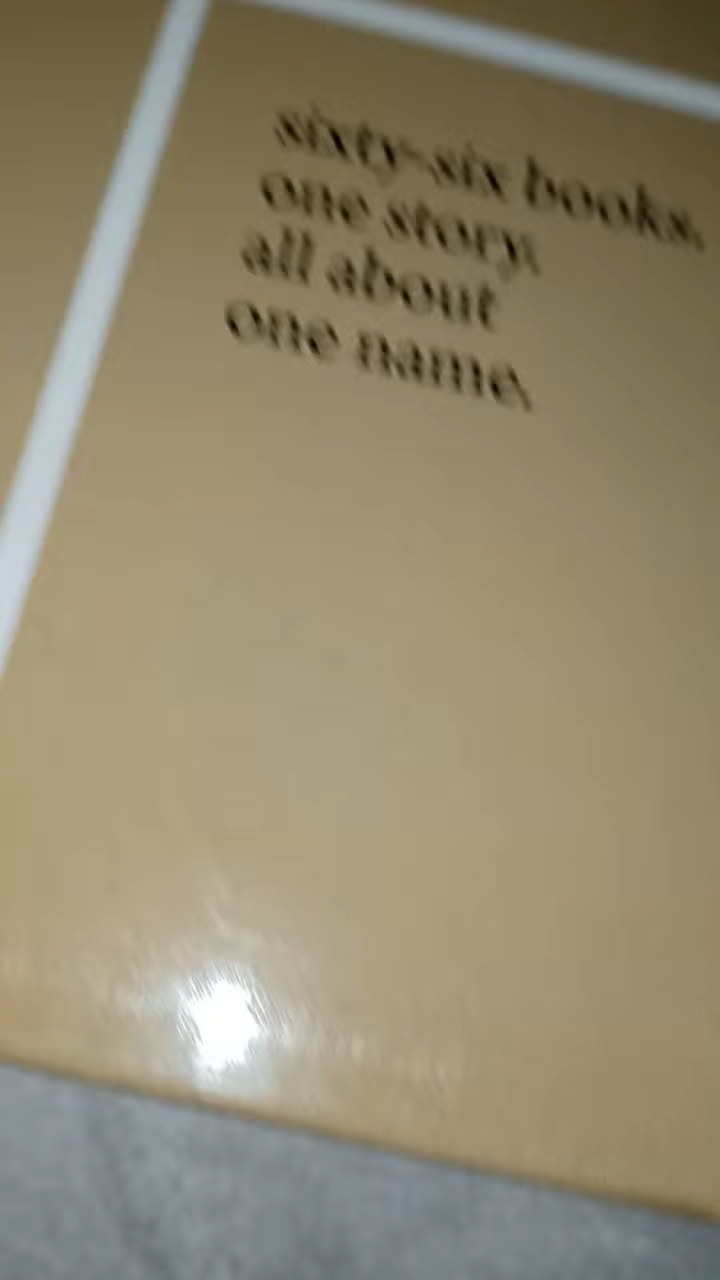 sixty-six books.
one story.
all about
one name.